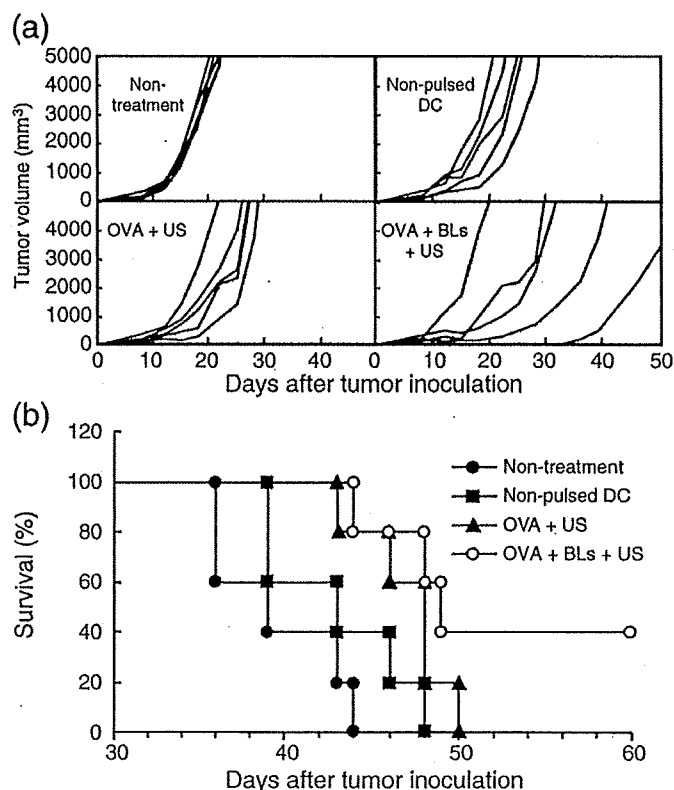 (a)
5000
4000
3000
2000
1000
0
Non-
treatment
Non-pulsed
DC
Tumor volume (mm³)
4000
3000
2000
1000
0
OVA + US
OVA + BLs
+ US
0 10 20 30 40 0 10 20 30 40 50
Days after tumor inoculation
(b)
120
100
80
60
40
20
0
Survival (%)
Non-treatment
Non-pulsed DC
OVA + US
OVA + BLs + US
30 40 50 60
Days after tumor inoculation